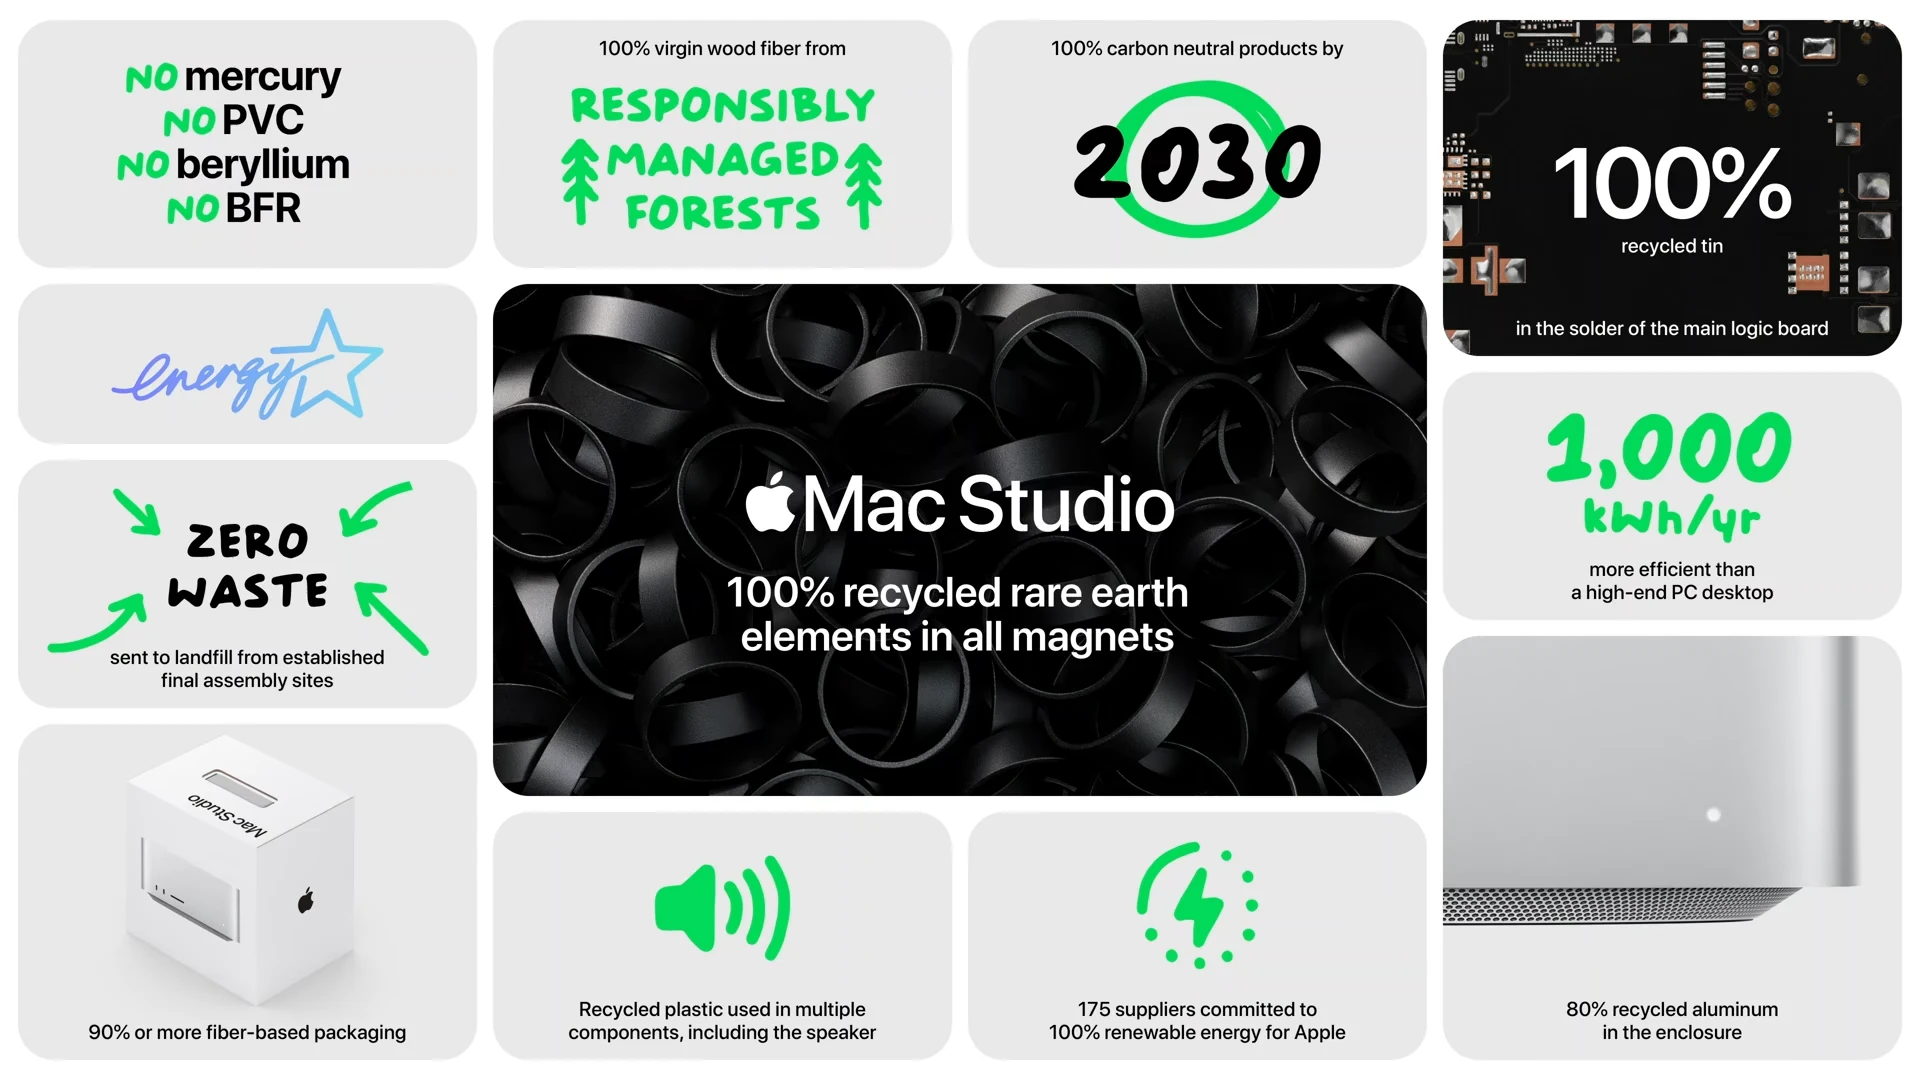 NO mercury
NO PVC
NO beryllium
NO BFR
100% virgin wood fiber from
RESPONSIBLY
MANAGED
FORESTS
100% carbon neutral products by
2030
100%
recycled tin
in the solder of the main logic board
energy
Mac Studio
100% recycled rare earth
elements in all magnets
1,000
kWh/yr
more efficient than
a high-end PC desktop
ZERO
WASTE
sent to landfill from established
final assembly sites
Mac Studio
90% or more fiber-based packaging
Recycled plastic used in multiple
components, including the speaker
175 suppliers committed to
100% renewable energy for Apple
80% recycled aluminum
in the enclosure